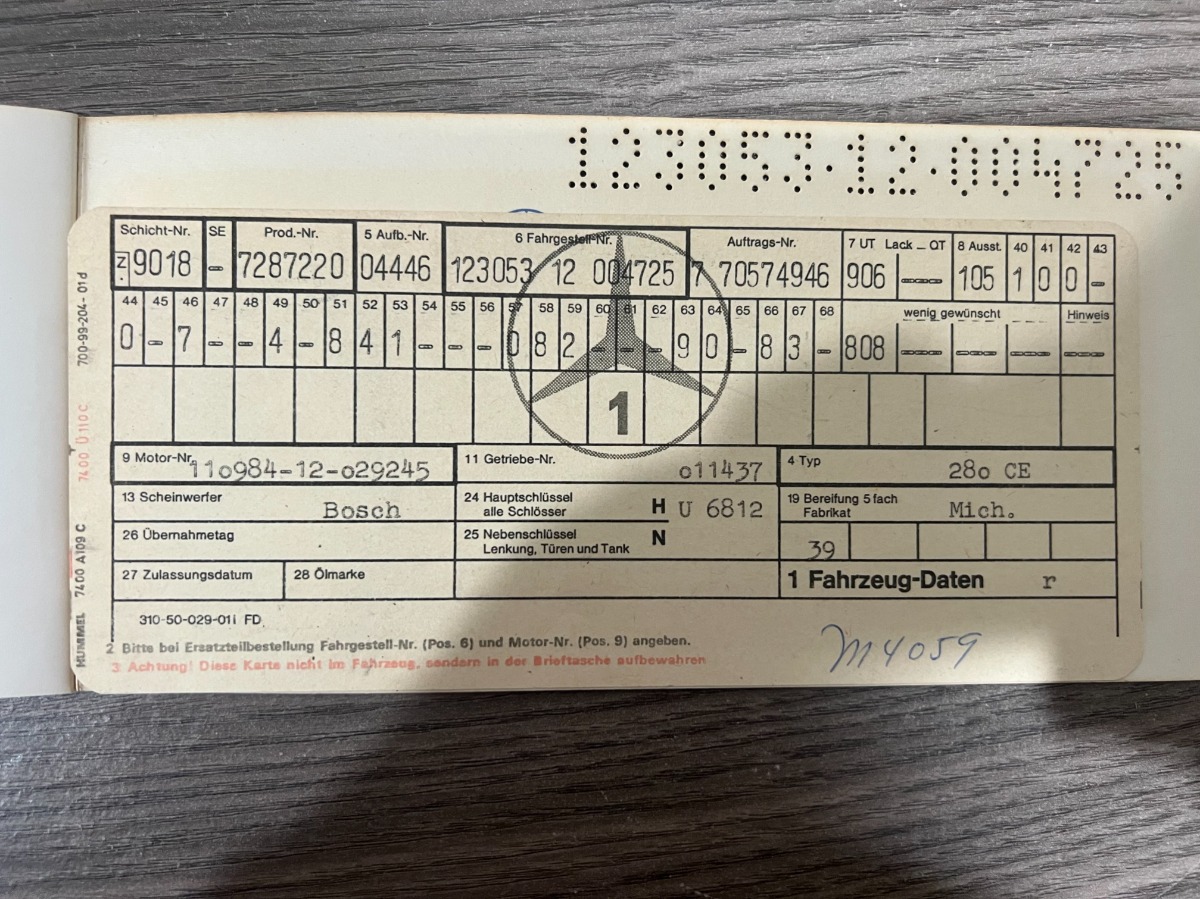 123053·12·004725
Schicht-Nr. SE Prod.-Nr. 5 Aufb.-Nr. 6 Fahrgestell-Nr. Auftrags-Nr. 7 UT Lack – OT 8 Ausst. 40 41 42 43
Z 9018 – 7287220 04446 123053 12 004725 7 70574946 906 ---- 105 1 0 0 –
44 45 46 47 48 49 50 51 52 53 54 55 56 57 58 59 60 61 62 63 64 65 66 67 68 wenig gewünscht Hinweis
0 – 7 – – 4 – 8 4 1 – – – 0 8 2 – – – 9 0 – 8 3 – 808 ---- ---- ---- ----
1
9 Motor-Nr. 11o984-12-o29245 11 Getriebe-Nr. o11437 4 Typ 28o CE
13 Scheinwerfer Bosch 24 Hauptschlüssel alle Schlösser H U 6812 19 Bereifung 5 fach Fabrikat Mich.
26 Übernahmetag 25 Nebenschlüssel Lenkung, Türen und Tank N 39
27 Zulassungsdatum 28 Ölmarke 1 Fahrzeug-Daten r
310-50-029-01i FD
2 Bitte bei Ersatzteilbestellung Fahrgestell-Nr. (Pos. 6) und Motor-Nr. (Pos. 9) angeben.
3 Achtung! Diese Karte nicht im Fahrzeug, sondern in der Brieftasche aufbewahren
M4059
HUMMEL 7400 A109 C 7400 Ü 110 C 700-99-204-01 d